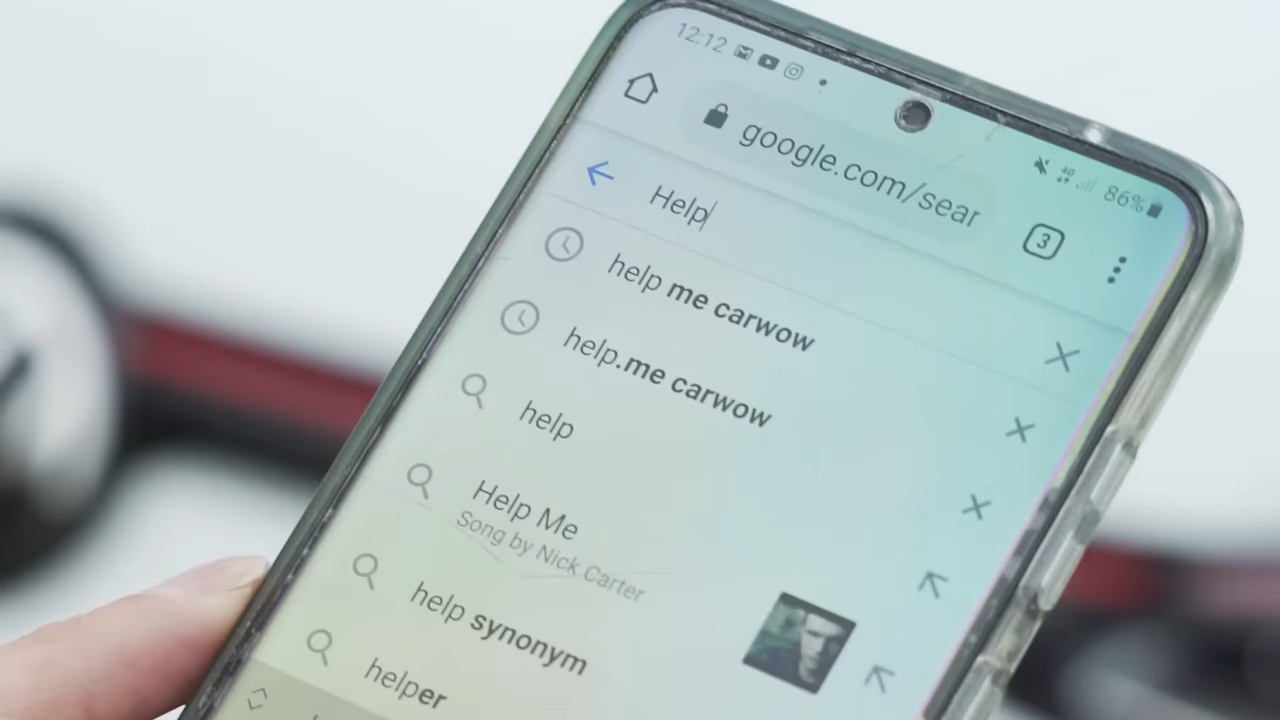 12:12
86%
google.com/sear
3
Help
help me carwow
help.me carwow
help
Help Me
Song by Nick Carter
help synonym
helper